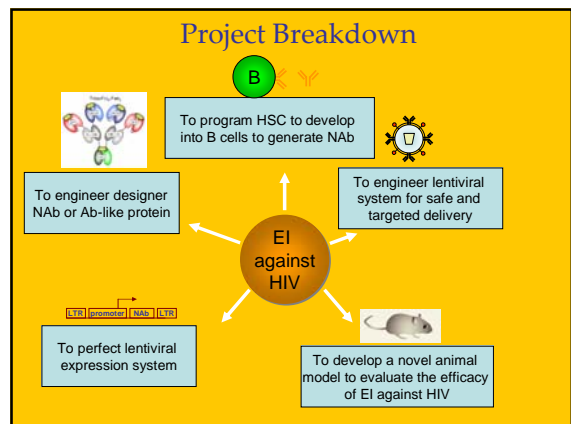 Project Breakdown
B
To program HSC to develop
into B cells to generate NAb
To engineer designer
NAb or Ab-like protein
To engineer lentiviral
system for safe and
targeted delivery
EI
against
HIV
LTR promoter NAb LTR
To perfect lentiviral
expression system
To develop a novel animal
model to evaluate the efficacy
of EI against HIV